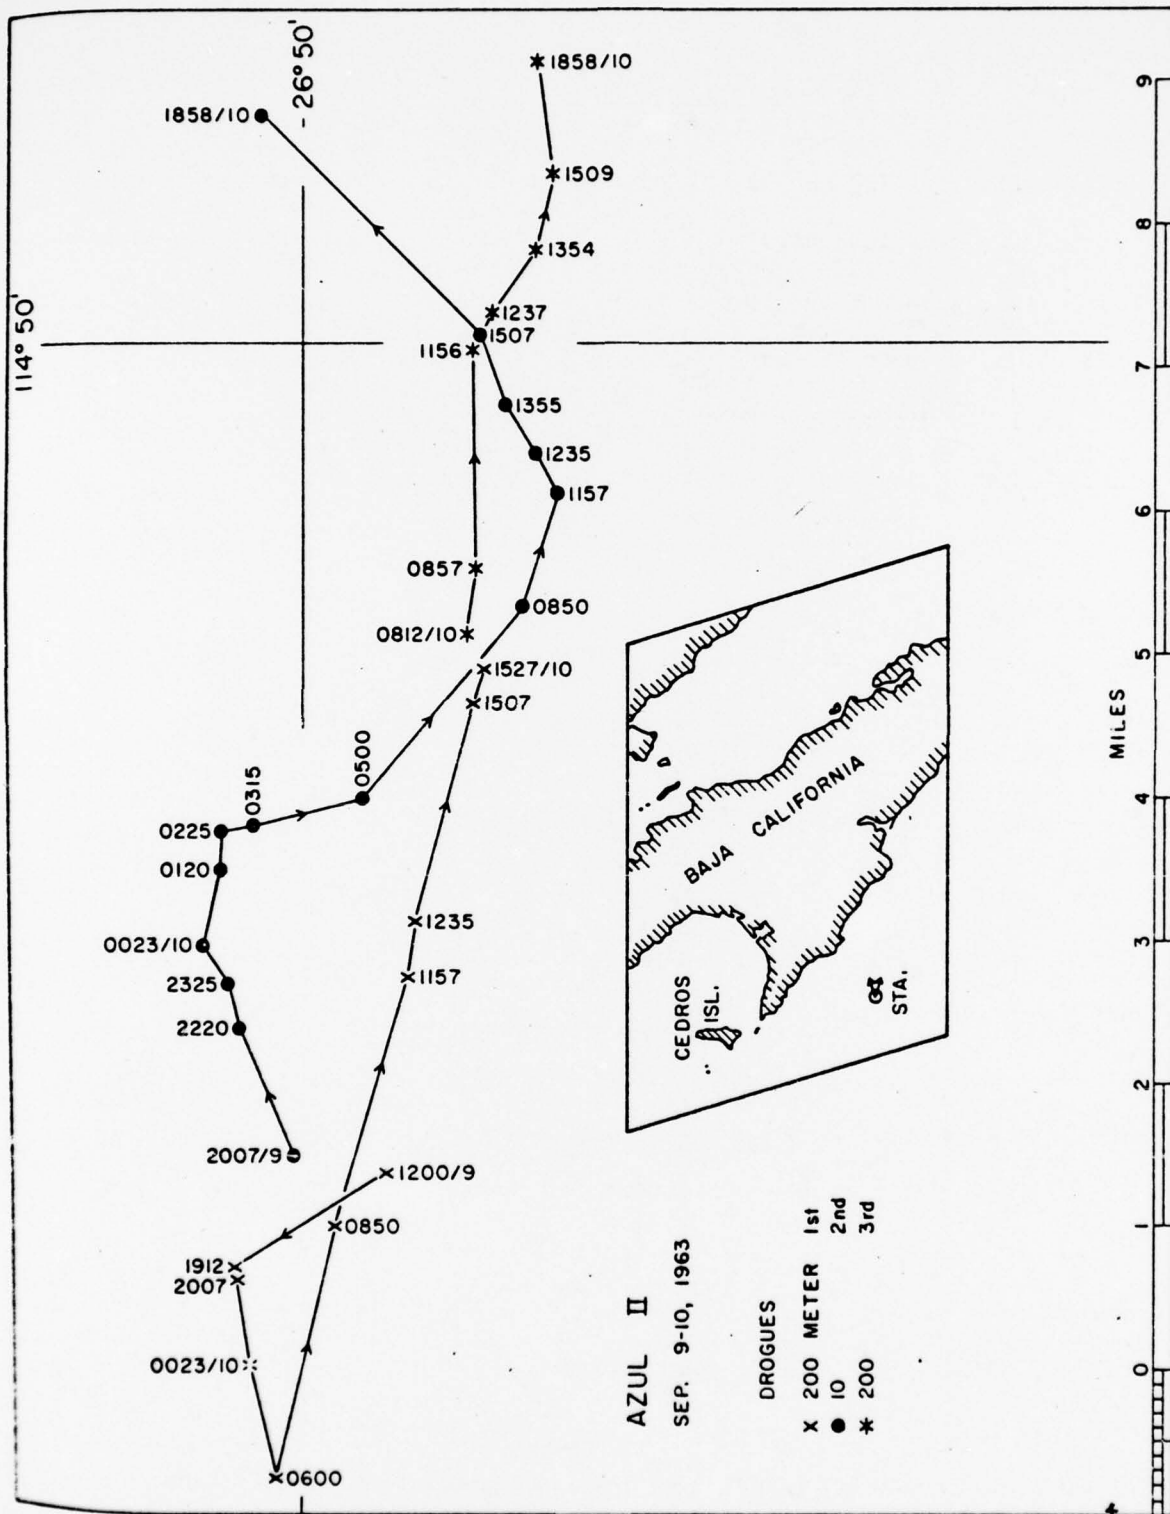 114° 50'
26° 50'
1858/10
1858/10
1509
1354
1237
1507
1156
1355
1235
1157
0857
0850
0812/10
1527/10
1507
0500
0315
0225
0120
0023/10
2325
2220
2007/9
1235
1157
1200/9
0850
1912
2007
0023/10
0600
AZUL II
SEP. 9-10, 1963
DROGUES
x 200 METER 1st
● 10 2nd
* 200 3rd
CEDROS
ISL.
BAJA CALIFORNIA
STA.
MILES
0 1 2 3 4 5 6 7 8 9